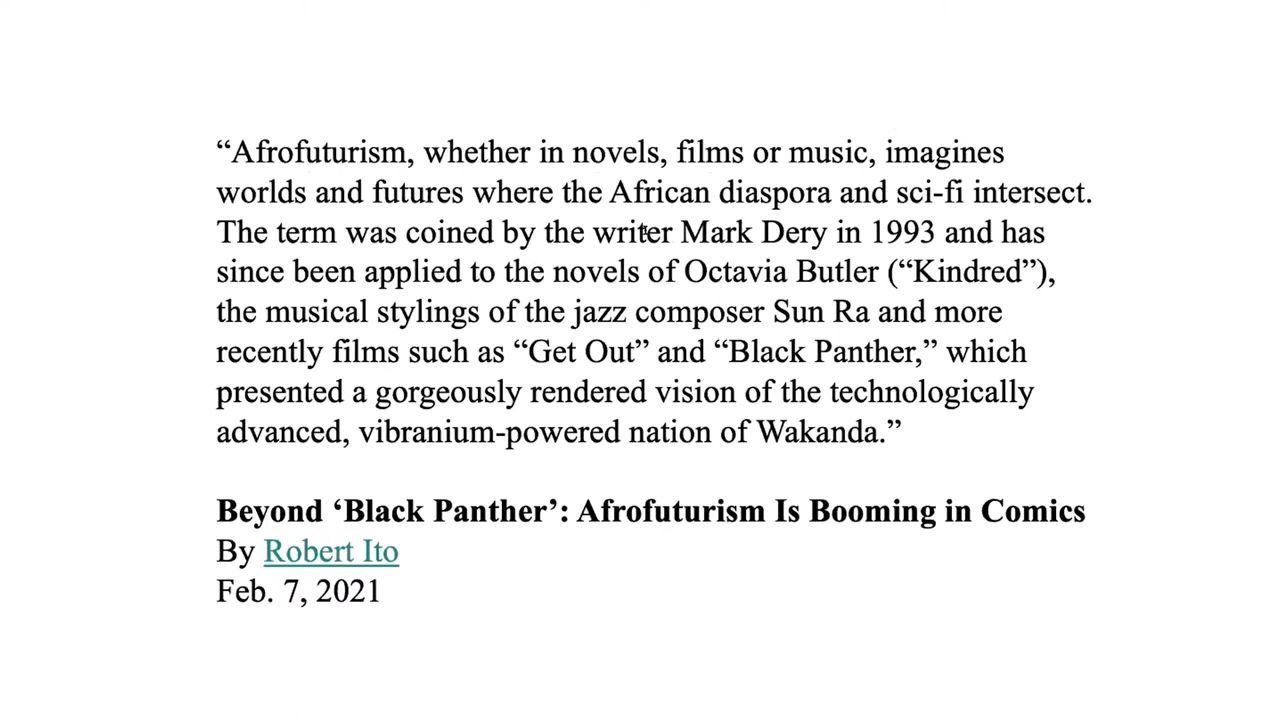 “Afrofuturism, whether in novels, films or music, imagines
worlds and futures where the African diaspora and sci-fi intersect.
The term was coined by the writer Mark Dery in 1993 and has
since been applied to the novels of Octavia Butler (“Kindred”),
the musical stylings of the jazz composer Sun Ra and more
recently films such as “Get Out” and “Black Panther,” which
presented a gorgeously rendered vision of the technologically
advanced, vibranium-powered nation of Wakanda.”
Beyond ‘Black Panther’: Afrofuturism Is Booming in Comics
By Robert Ito
Feb. 7, 2021